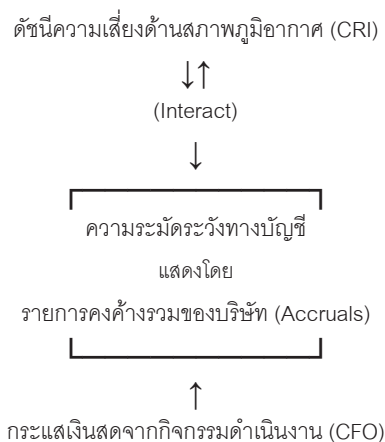 ดัชนีความเสี่ยงด้านสภาพภูมิอากาศ (CRI)
↓↑
(Interact)
↓
ความระมัดระวังทางบัญชี
แสดงโดย
รายการคงค้างรวมของบริษัท (Accruals)
↑
กระแสเงินสดจากกิจกรรมดำเนินงาน (CFO)